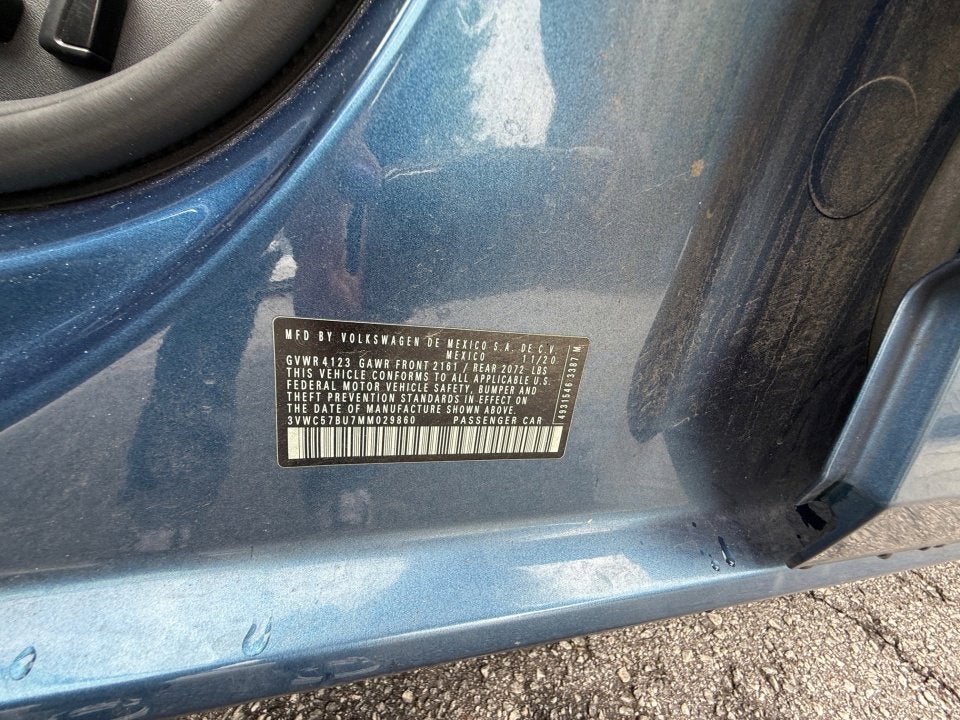 MFD BY VOLKSWAGEN DE MEXICO S.A. DE C.V.
MEXICO 11/20
GVWR 4123 GAWR FRONT 2161 / REAR 2072 LBS
THIS VEHICLE CONFORMS TO ALL APPLICABLE U.S.
FEDERAL MOTOR VEHICLE SAFETY, BUMPER AND
THEFT PREVENTION STANDARDS IN EFFECT ON
THE DATE OF MANUFACTURE SHOWN ABOVE.
3VWC57BU7MM029860 PASSENGER CAR